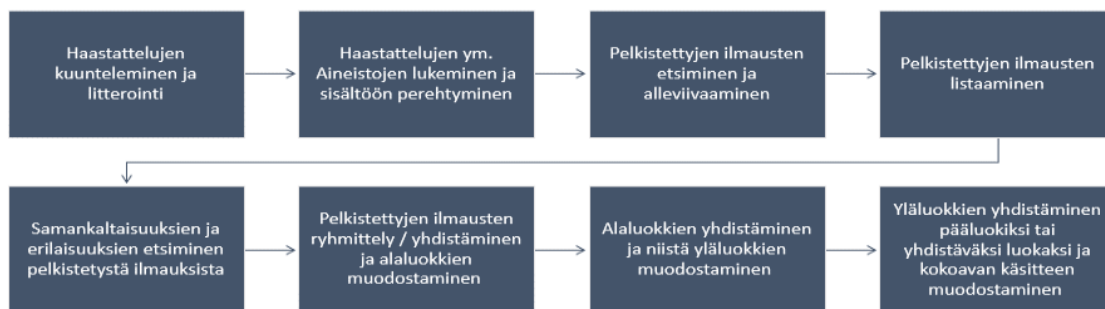 Haastattelujen
kuunteleminen ja
litterointi
Haastattelujen ym.
Aineistojen lukeminen ja
sisältöön perehtyminen
Pelkistettyjen ilmausten
etsiminen ja
alleviivaaminen
Pelkistettyjen ilmausten
listaaminen
Samankaltaisuuksien ja
erilaisuuksien etsiminen
pelkistetystä ilmauksista
Pelkistettyjen ilmausten
ryhmittely / yhdistäminen
ja alaluokkien
muodostaminen
Alaluokkien yhdistäminen
ja niistä yläluokkien
muodostaminen
Yläluokkien yhdistäminen
pääluokiksi tai
yhdistäväksi luokaksi ja
kokoavan käsitteen
muodostaminen